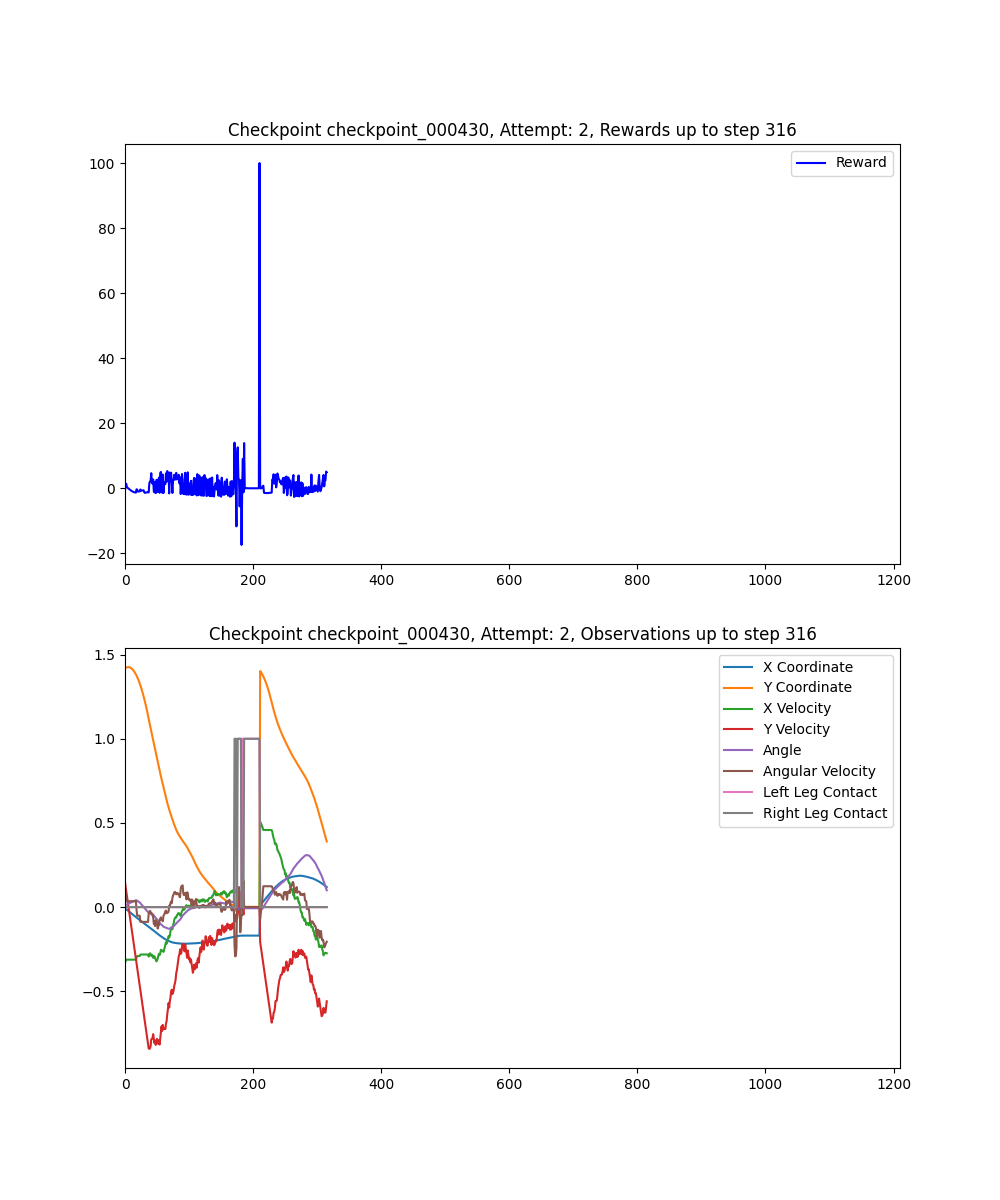 Checkpoint checkpoint_000430, Attempt: 2, Rewards up to step 316
Reward
100
80
60
40
20
0
−20
0 200 400 600 800 1000 1200
Checkpoint checkpoint_000430, Attempt: 2, Observations up to step 316
X Coordinate
Y Coordinate
X Velocity
Y Velocity
Angle
Angular Velocity
Left Leg Contact
Right Leg Contact
1.5
1.0
0.5
0.0
−0.5
0 200 400 600 800 1000 1200